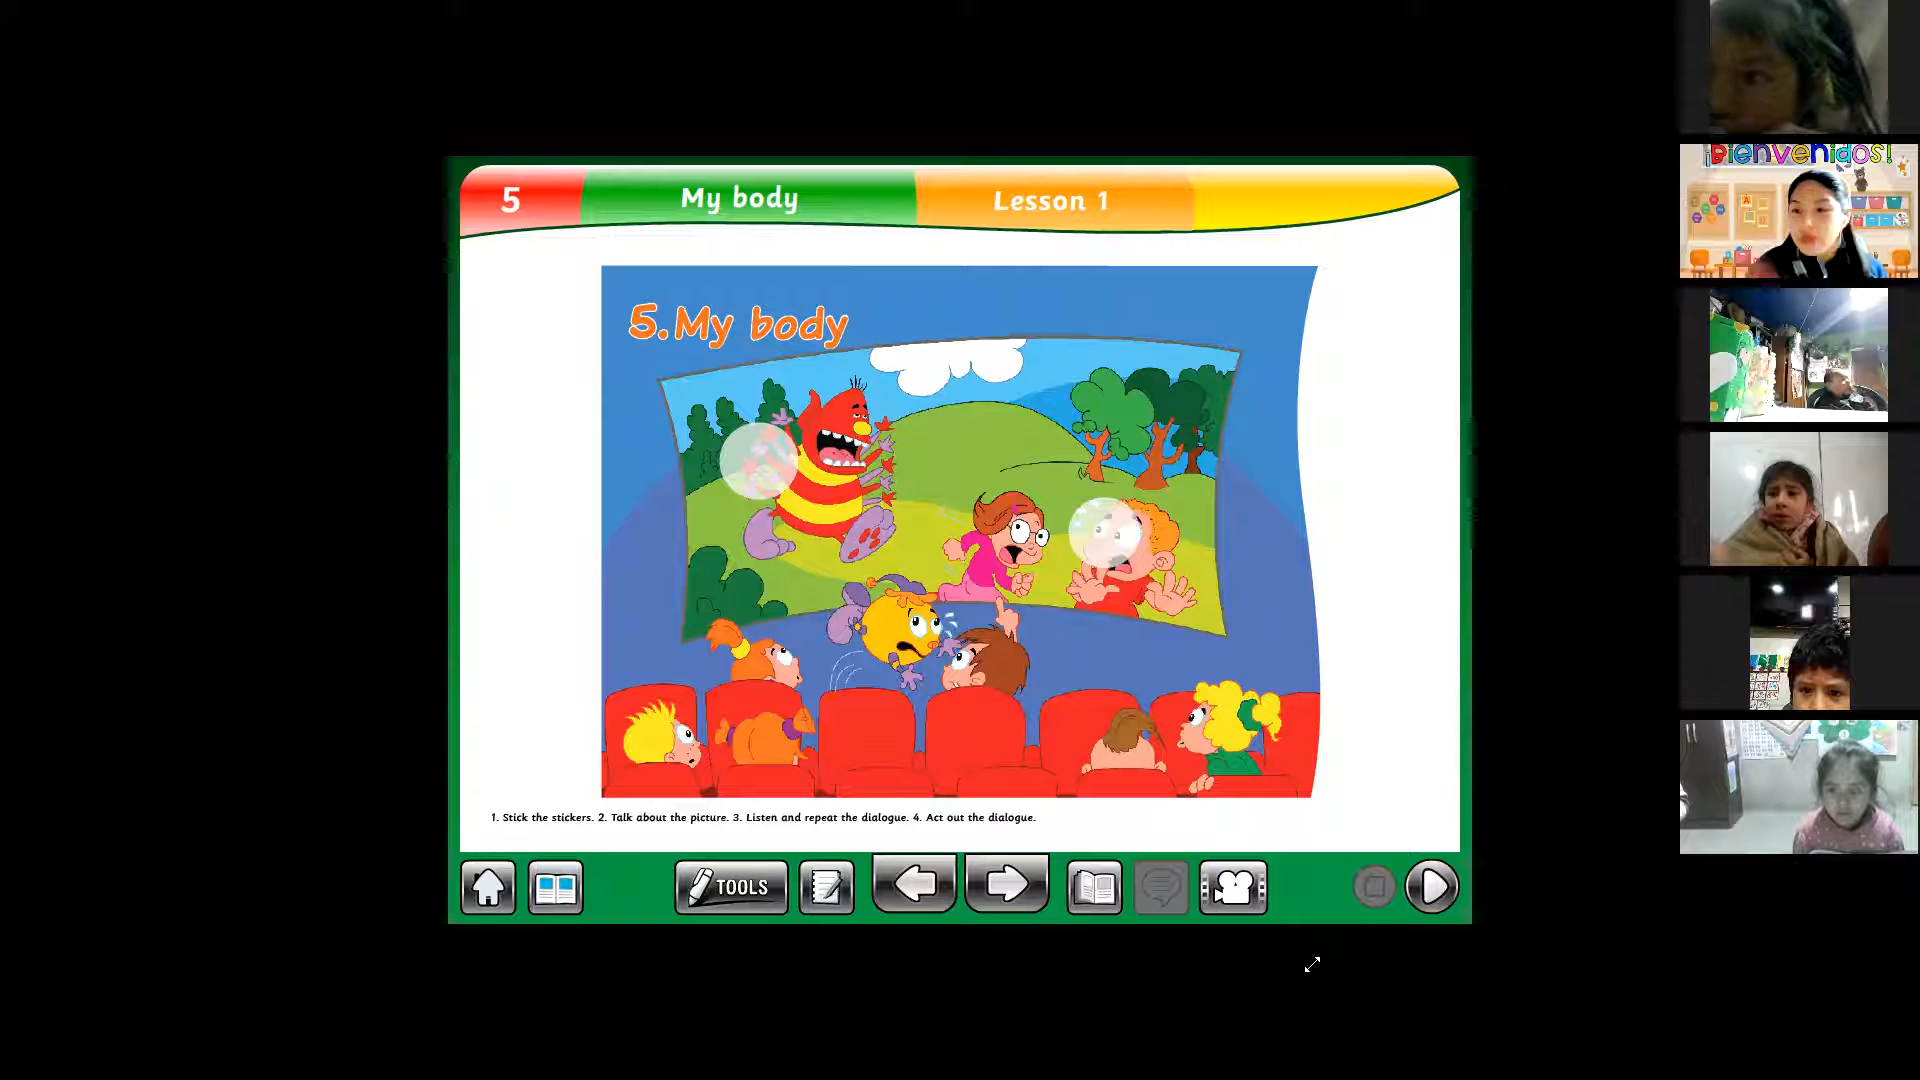 ¡Bienvenidos!
5 My body Lesson 1
5. My body
1. Stick the stickers. 2. Talk about the picture. 3. Listen and repeat the dialogue. 4. Act out the dialogue.
TOOLS